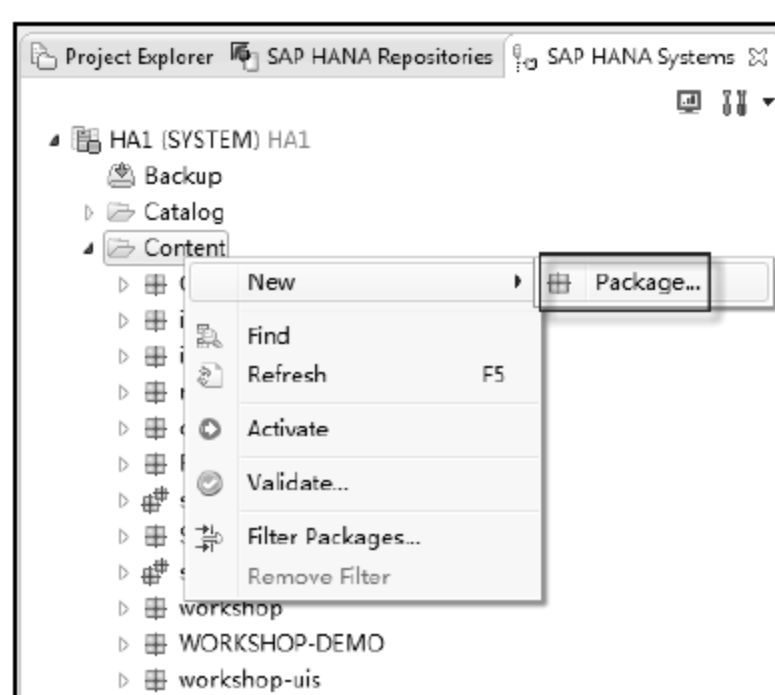 Project Explorer SAP HANA Repositories SAP HANA Systems
HA1 (SYSTEM) HA1
Backup
Catalog
Content
New Package...
Find
Refresh F5
Activate
Validate...
Filter Packages...
Remove Filter
workshop
WORKSHOP-DEMO
workshop-uis